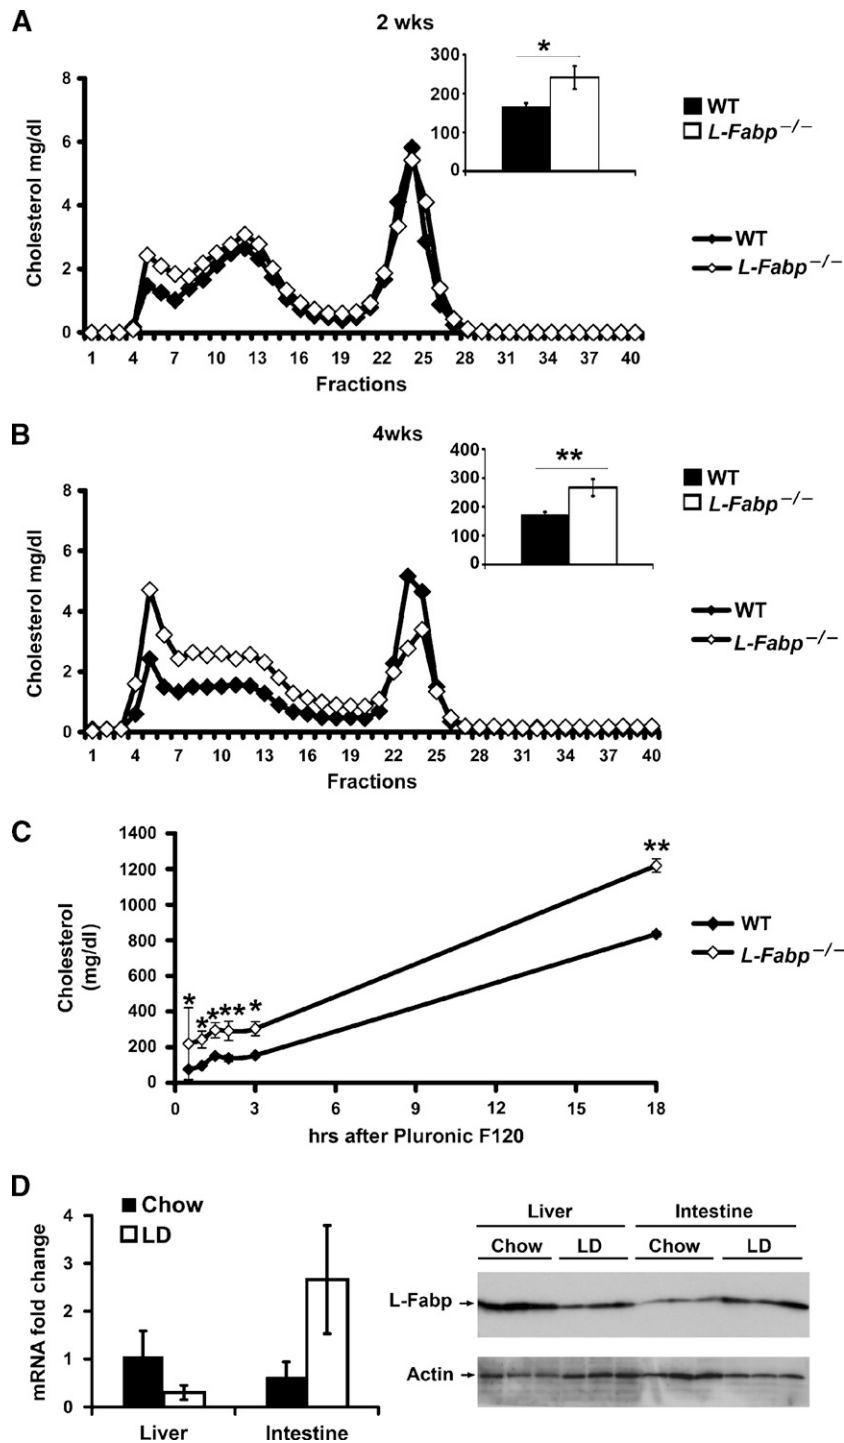 A
2 wks
Cholesterol mg/dl
8
6
4
2
0
1 4 7 10 13 16 19 22 25 28 31 34 37 40
Fractions
300
200
100
0
*
WT
L-Fabp−/−
WT
L-Fabp−/−
B
4wks
Cholesterol mg/dl
8
6
4
2
0
1 4 7 10 13 16 19 22 25 28 31 34 37 40
Fractions
400
300
200
100
0
**
WT
L-Fabp−/−
WT
L-Fabp−/−
C
Cholesterol
(mg/dl)
1400
1200
1000
800
600
400
200
0
* * * * * *
**
0 3 6 9 12 15 18
hrs after Pluronic F120
WT
L-Fabp−/−
D
mRNA fold change
Chow
LD
4
3
2
1
0
Liver Intestine
Liver Intestine
Chow LD Chow LD
L-Fabp
Actin